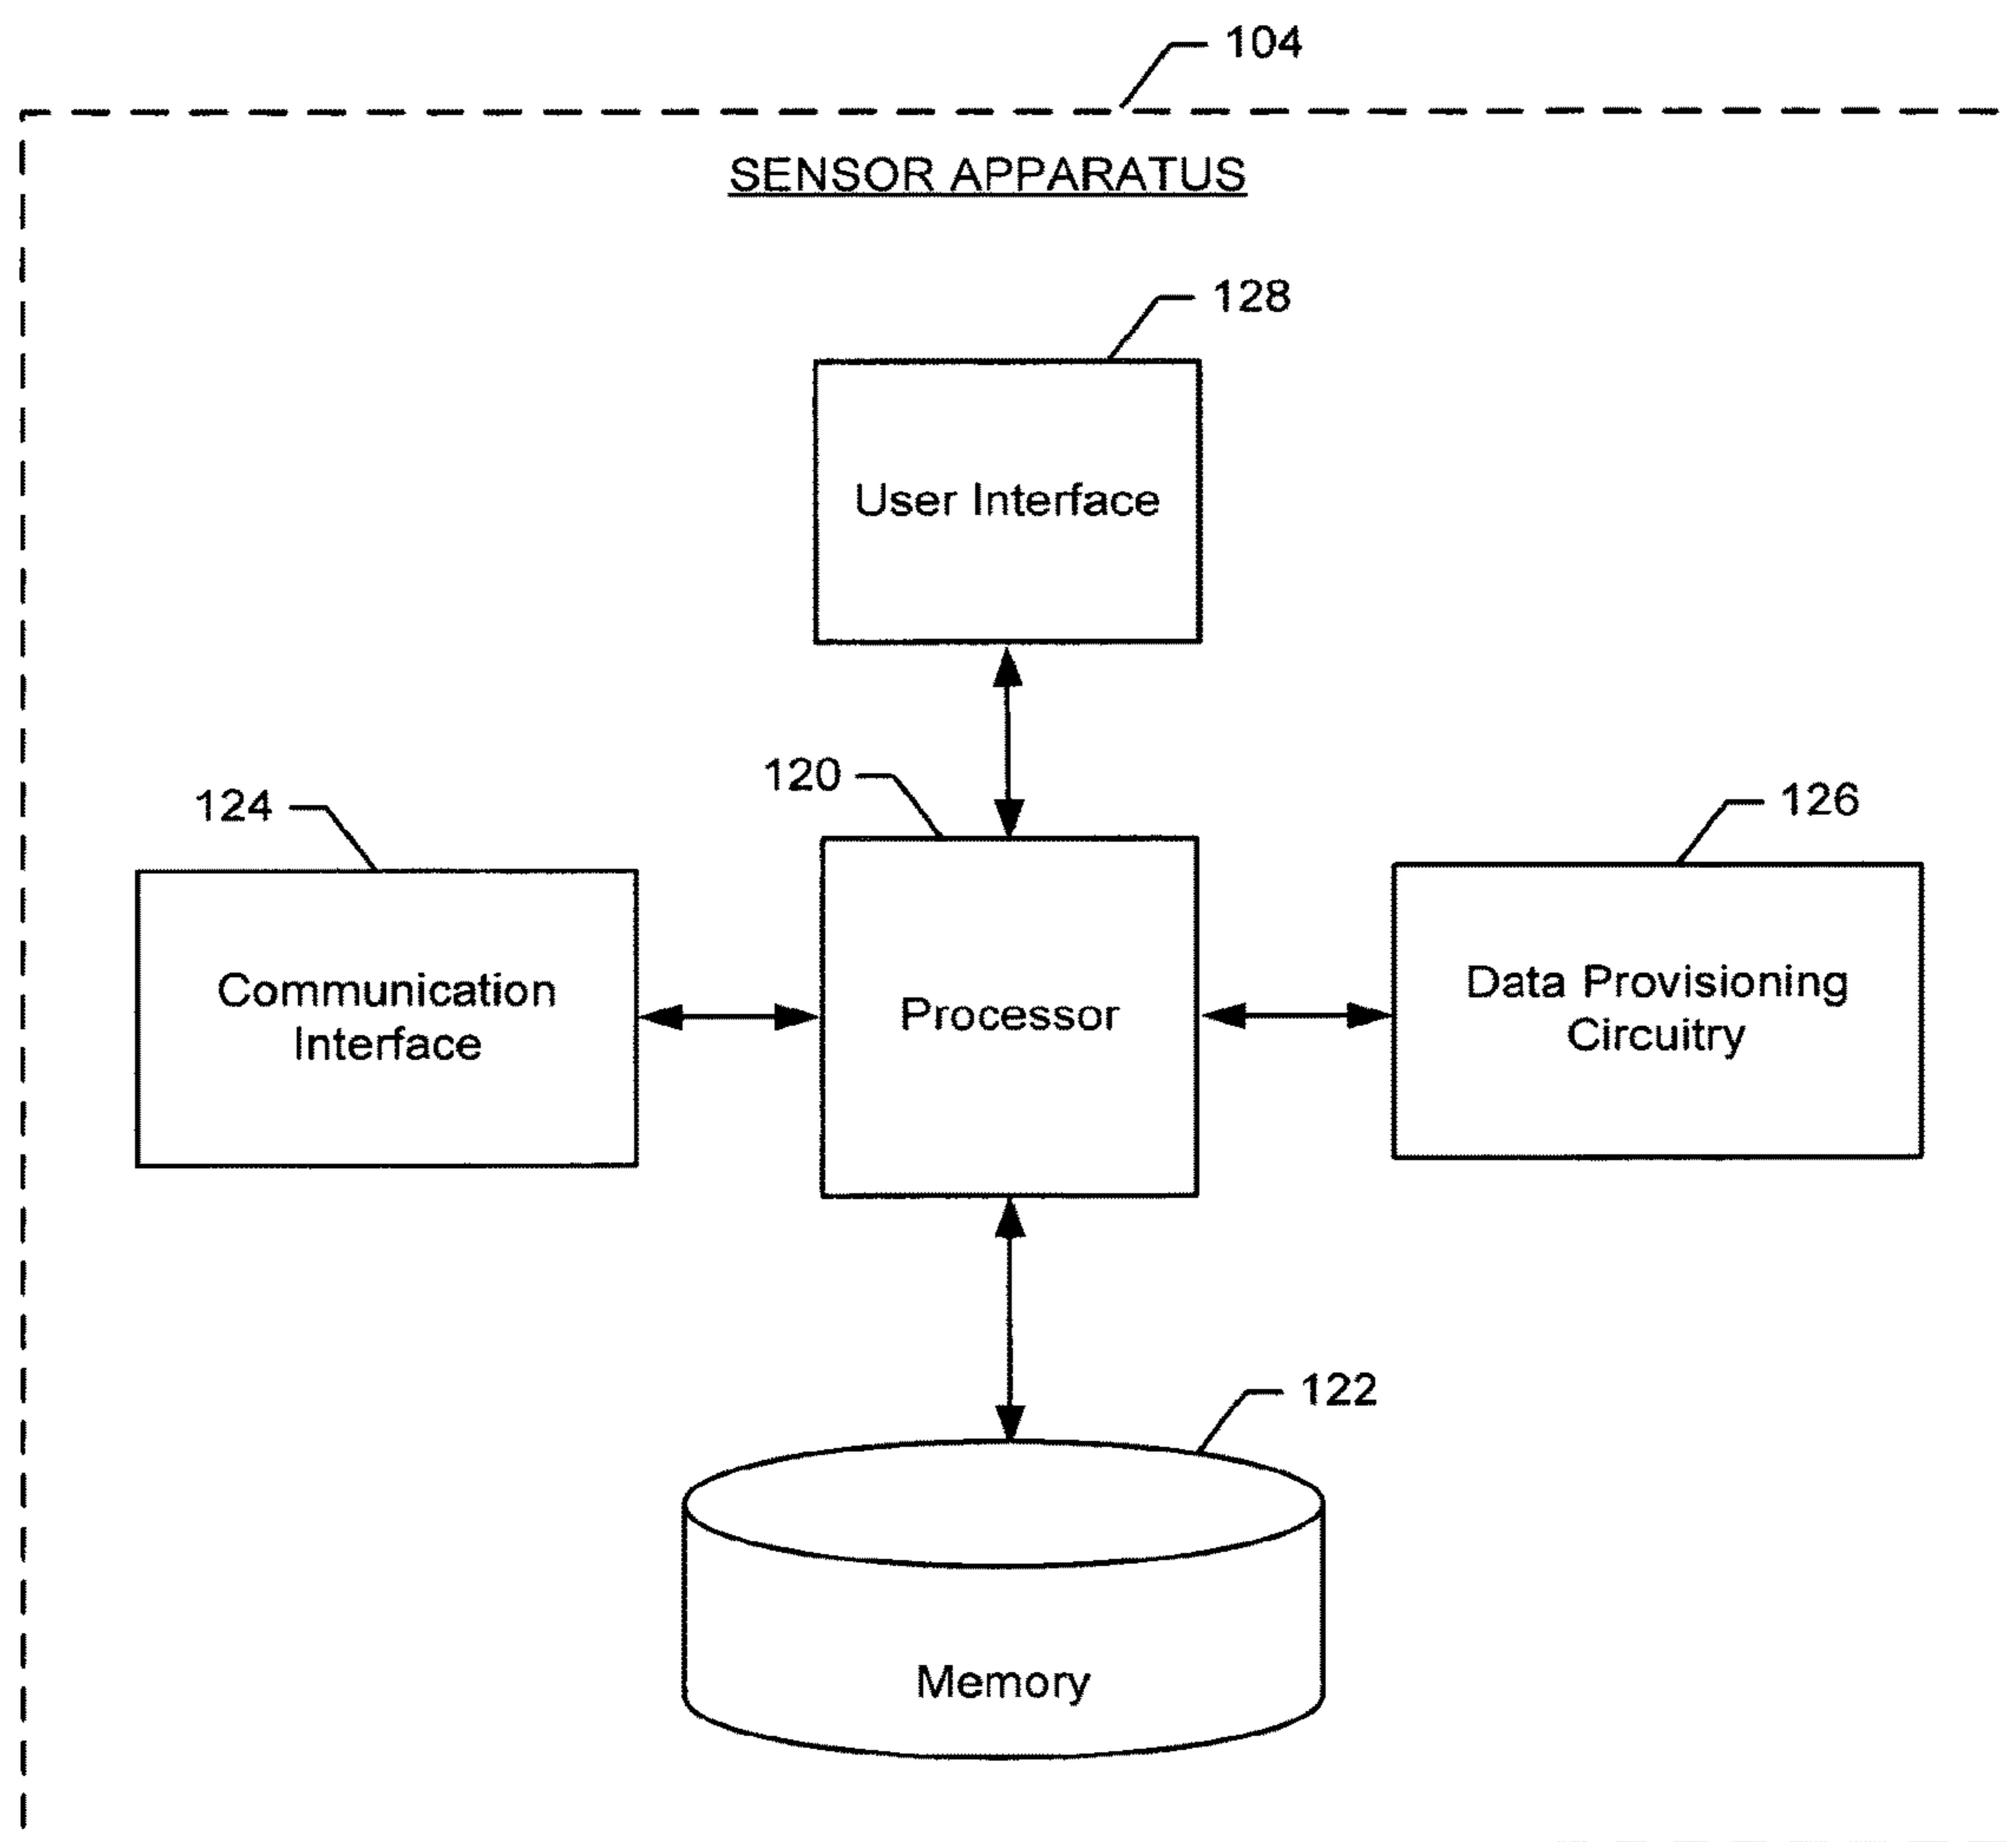 104
SENSOR APPARATUS
128
User Interface
120
124
126
Communication
Interface
Processor
Data Provisioning
Circuitry
122
Memory